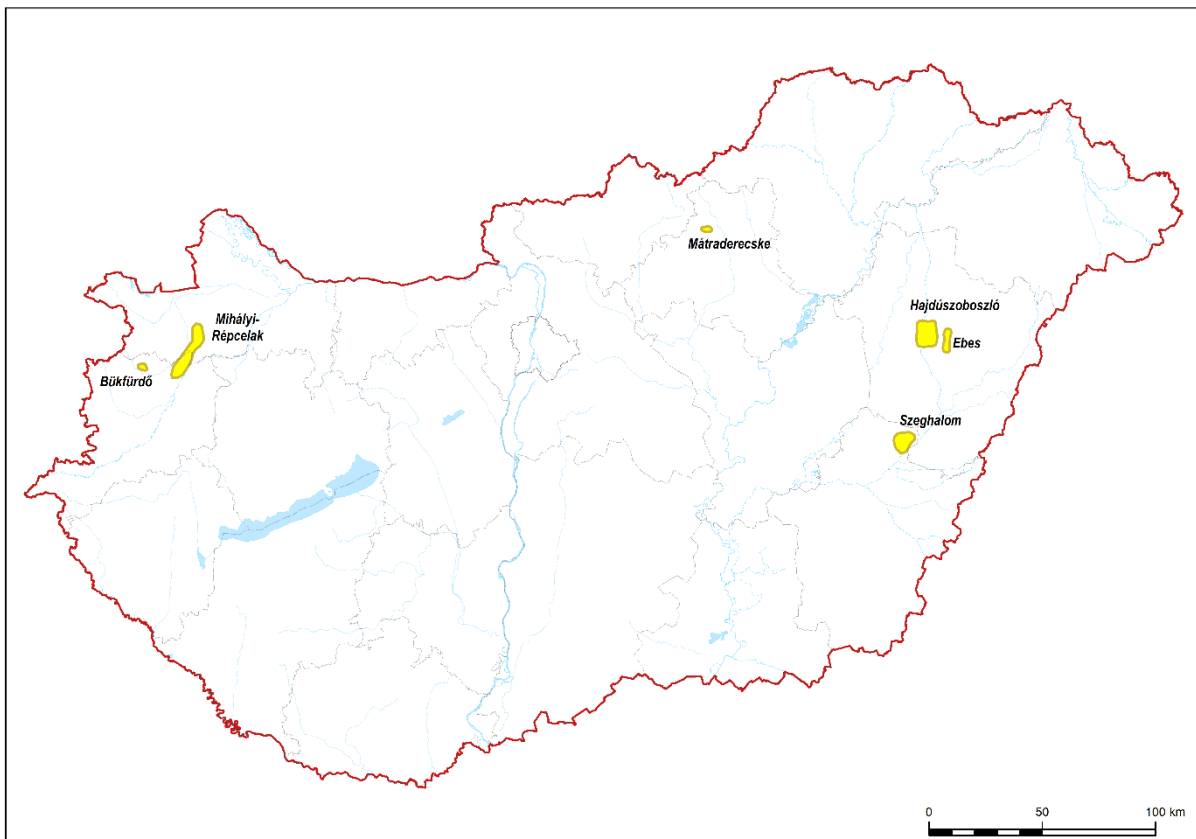 Mátraderecske
Hajdúszoboszló
Mihályi-
Répcelak
Ebes
Bükfürdő
Szeghalom
0 50 100 km